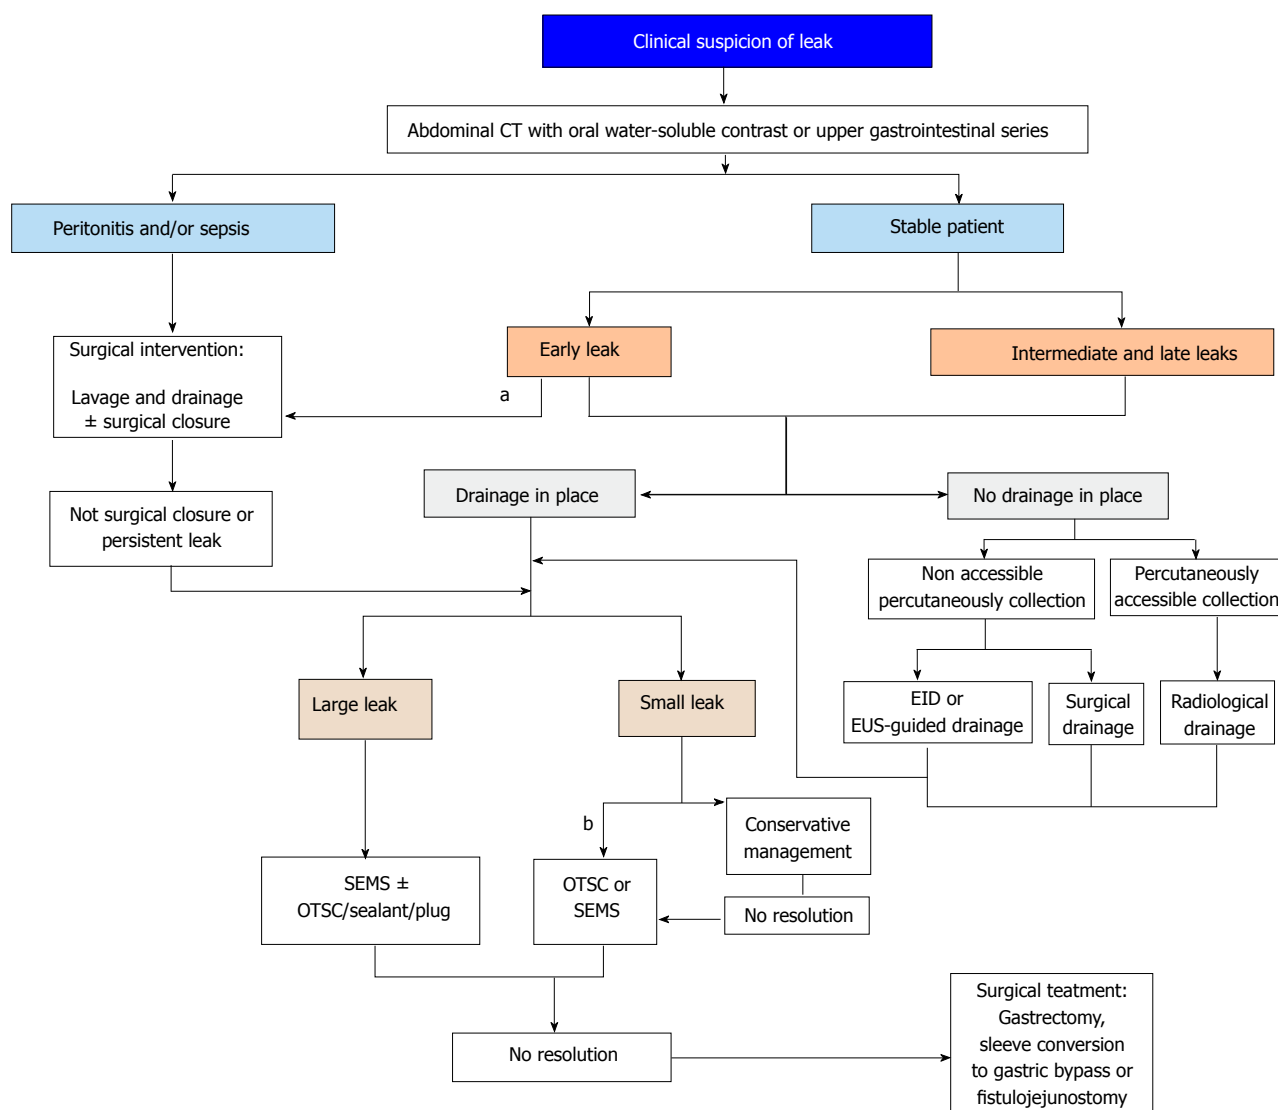 Clinical suspicion of leak
Abdominal CT with oral water-soluble contrast or upper gastrointestinal series
Peritonitis and/or sepsis
Stable patient
Surgical intervention:
Lavage and drainage
± surgical closure
Early leak
Intermediate and late leaks
a
Not surgical closure or
persistent leak
Drainage in place
No drainage in place
Non accessible
percutaneously collection
Percutaneously
accessible collection
Large leak
Small leak
EID or
EUS-guided drainage
Surgical
drainage
Radiological
drainage
b
Conservative
management
SEMS ±
OTSC/sealant/plug
OTSC or
SEMS
No resolution
No resolution
Surgical teatment:
Gastrectomy,
sleeve conversion
to gastric bypass or
fistulojejunostomy